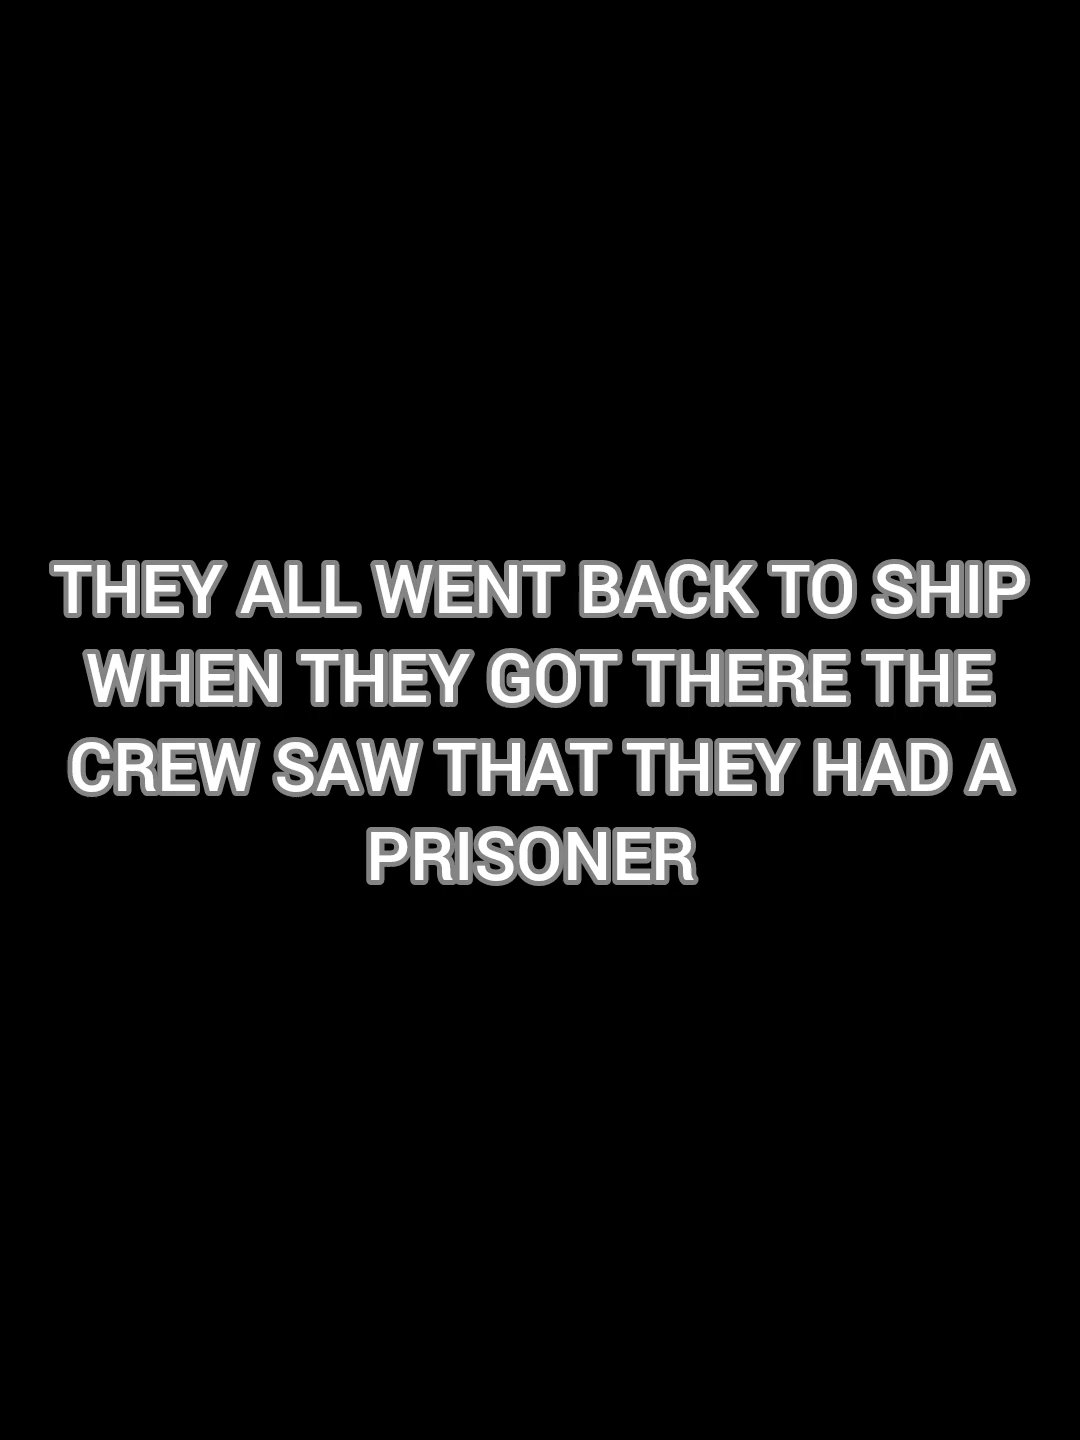 THEY ALL WENT BACK TO SHIP
WHEN THEY GOT THERE THE
CREW SAW THAT THEY HAD A
PRISONER